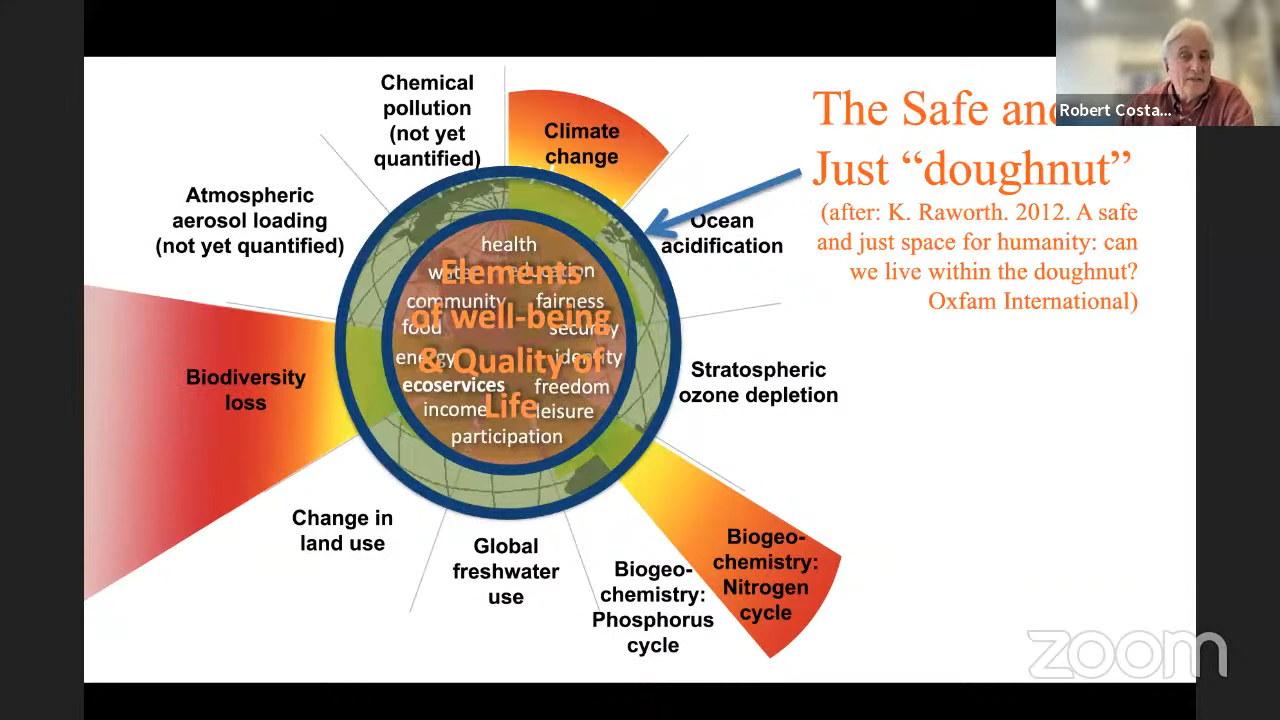 Robert Costa...
The Safe and
Just “doughnut”
(after: K. Raworth. 2012. A safe
and just space for humanity: can
we live within the doughnut?
Oxfam International)
Chemical
pollution
(not yet
quantified)
Climate
change
Atmospheric
aerosol loading
(not yet quantified)
Ocean
acidification
Biodiversity
loss
Stratospheric
ozone depletion
Change in
land use
Global
freshwater
use
Biogeo-
chemistry:
Phosphorus
cycle
Biogeo-
chemistry:
Nitrogen
cycle
Elements
of well-being
& Quality of
Life
health
water education
community fairness
food security
energy identity
ecoservices freedom
income leisure
participation
zoom